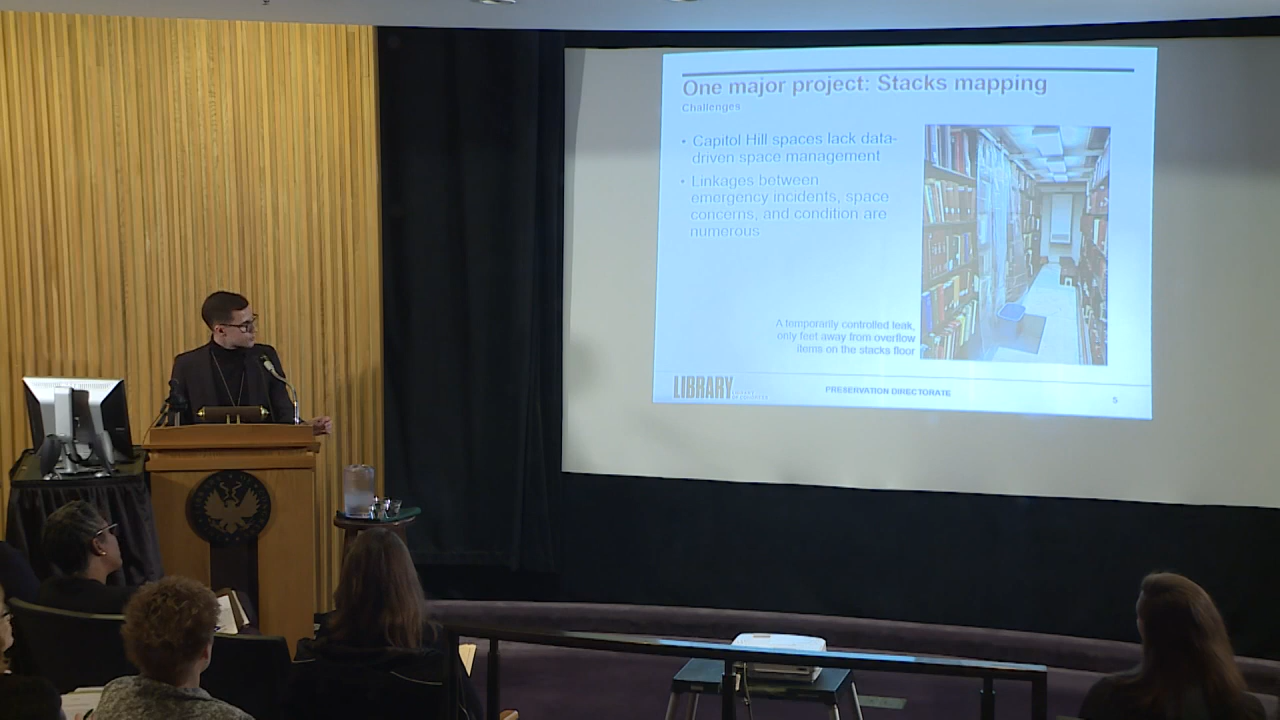 One major project: Stacks mapping
Challenges
• Capitol Hill spaces lack data-
driven space management
• Linkages between
emergency incidents, space
concerns, and condition are
numerous
A temporarily controlled leak,
only feet away from overflow
items on the stacks floor
LIBRARY
PRESERVATION DIRECTORATE
5